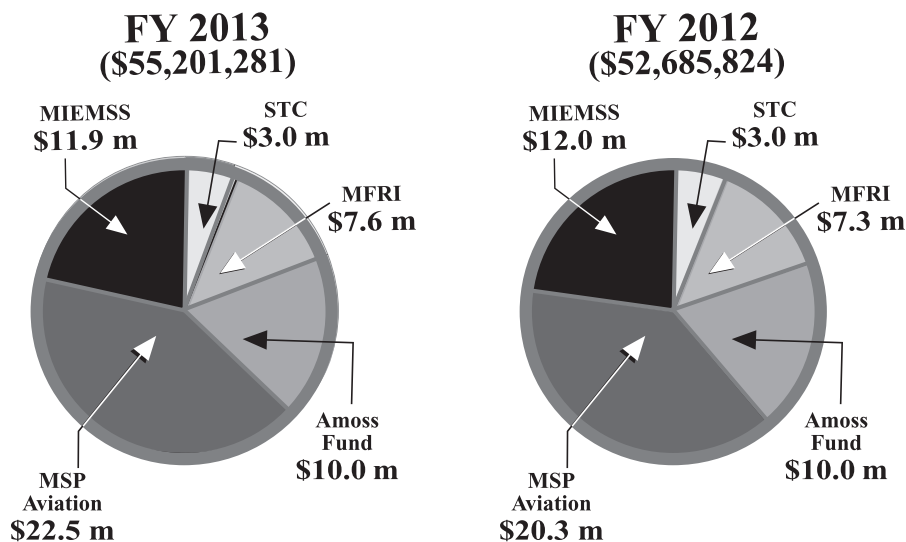 FY 2013
($55,201,281)
MIEMSS
$11.9 m
STC
$3.0 m
MFRI
$7.6 m
Amoss
Fund
$10.0 m
MSP
Aviation
$22.5 m
FY 2012
($52,685,824)
MIEMSS
$12.0 m
STC
$3.0 m
MFRI
$7.3 m
Amoss
Fund
$10.0 m
MSP
Aviation
$20.3 m